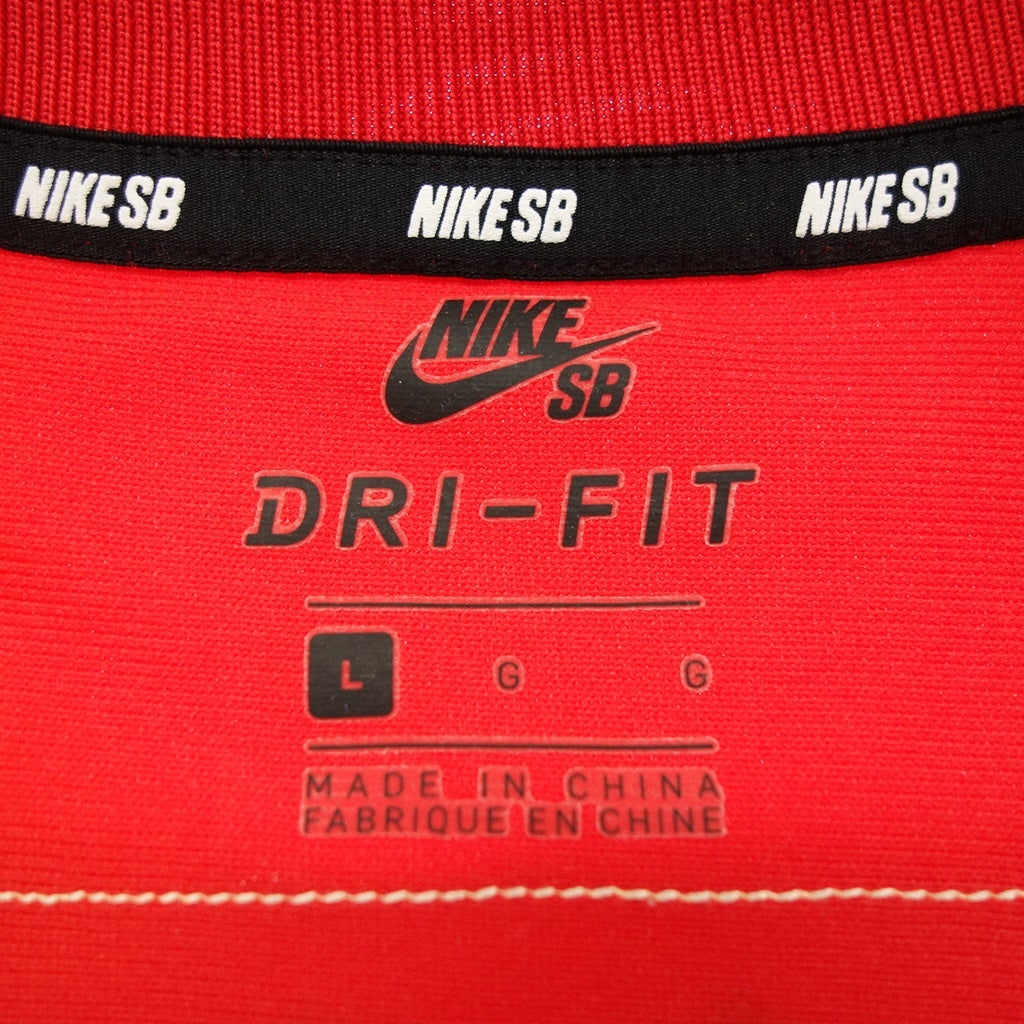 NIKE SB NIKE SB NIKE SB
NIKE
SB
DRI-FIT
L G G
MADE IN CHINA
FABRIQUE EN CHINE